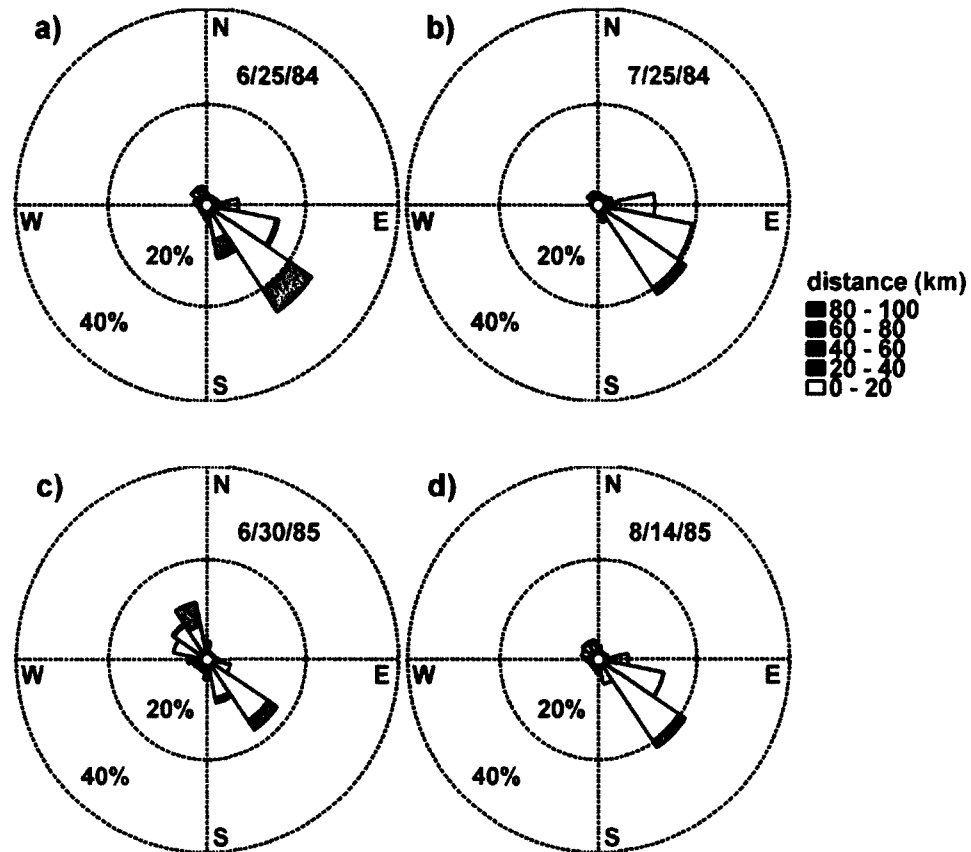 a)
N
6/25/84
W
E
20%
40%
S
b)
N
7/25/84
W
E
20%
40%
S
distance (km)
80 - 100
60 - 80
40 - 60
20 - 40
0 - 20
c)
N
6/30/85
W
E
20%
40%
S
d)
N
8/14/85
W
E
20%
40%
S